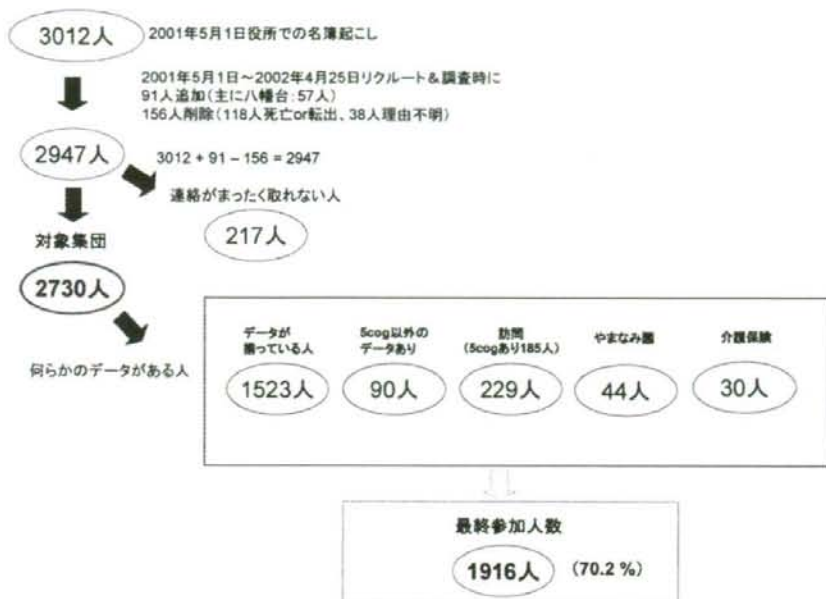 3012人
2001年5月1日役所での名簿起こし
2001年5月1日～2002年4月25日リクルート＆調査時に
91人追加(主に八幡台:57人)
156人削除(118人死亡or転出、38人理由不明)
2947人
3012 + 91 – 156 = 2947
連絡がまったく取れない人
217人
対象集団
2730人
何らかのデータがある人
データが
揃っている人
1523人
5cog以外の
データあり
90人
訪問
(5cogあり185人)
229人
やまなみ園
44人
介護保険
30人
最終参加人数
1916人 (70.2 %)